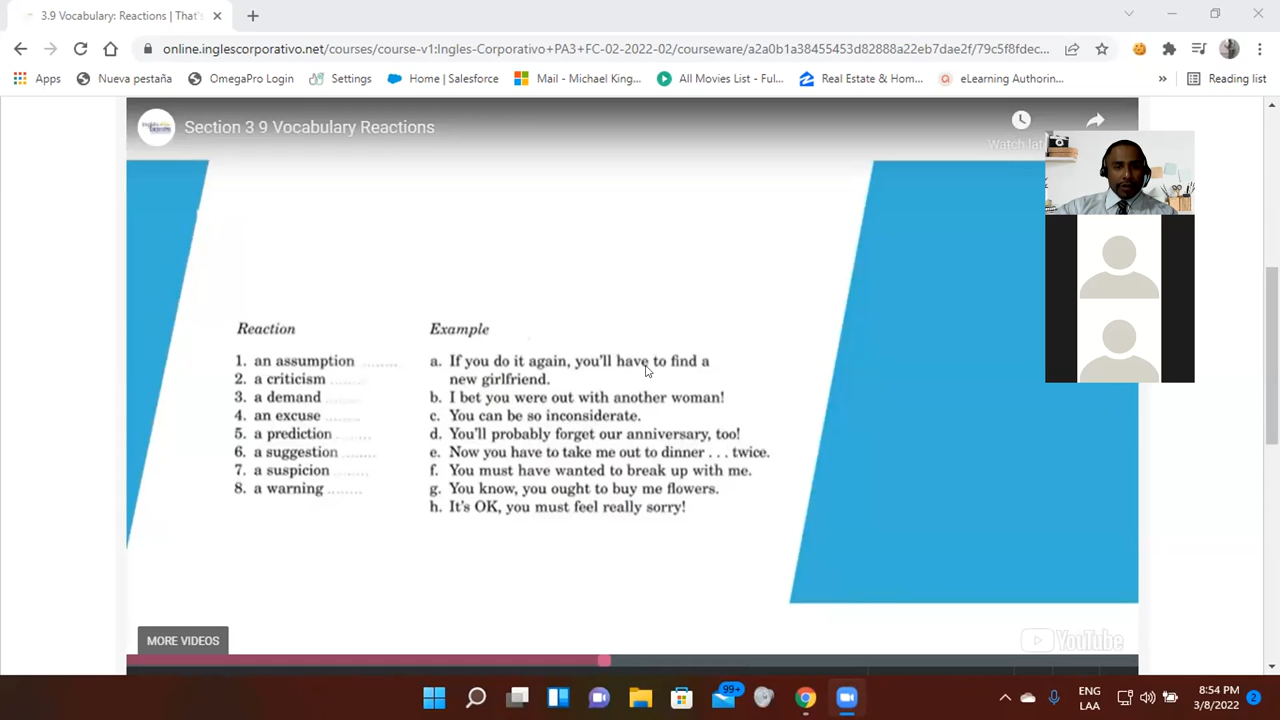 3.9 Vocabulary: Reactions | That's
online.inglescorporativo.net/courses/course-v1:Ingles-Corporativo+PA3+FC-02-2022-02/courseware/a2a0b1a38455453d82888a22eb7dae2f/79c5f8fdec...
Apps Nueva pestaña OmegaPro Login Settings Home | Salesforce Mail - Michael King... All Movies List - Ful... Real Estate & Hom... eLearning Authorin... » Reading list
Section 3 9 Vocabulary Reactions
Watch lat
Reaction Example
1. an assumption ........ a. If you do it again, you'll have to find a
2. a criticism ........ new girlfriend.
3. a demand ........ b. I bet you were out with another woman!
4. an excuse ........ c. You can be so inconsiderate.
5. a prediction ........ d. You'll probably forget our anniversary, too!
6. a suggestion ........ e. Now you have to take me out to dinner . . . twice.
7. a suspicion ........ f. You must have wanted to break up with me.
8. a warning ........ g. You know, you ought to buy me flowers.
h. It's OK, you must feel really sorry!
MORE VIDEOS
YouTube
99+
ENG
LAA
8:54 PM
3/8/2022
2